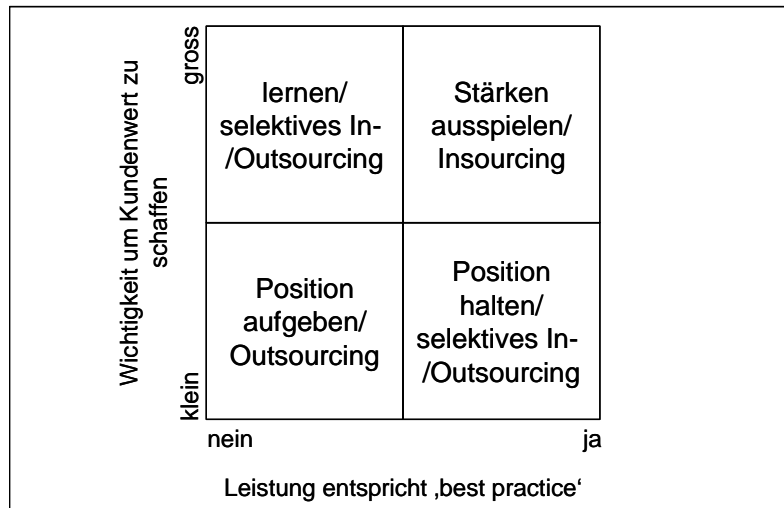 gross
Wichtigkeit um Kundenwert zu
schaffen
klein
lernen/
selektives In-
/Outsourcing
Stärken
ausspielen/
Insourcing
Position
aufgeben/
Outsourcing
Position
halten/
selektives In-
/Outsourcing
nein
ja
Leistung entspricht ‚best practice‘